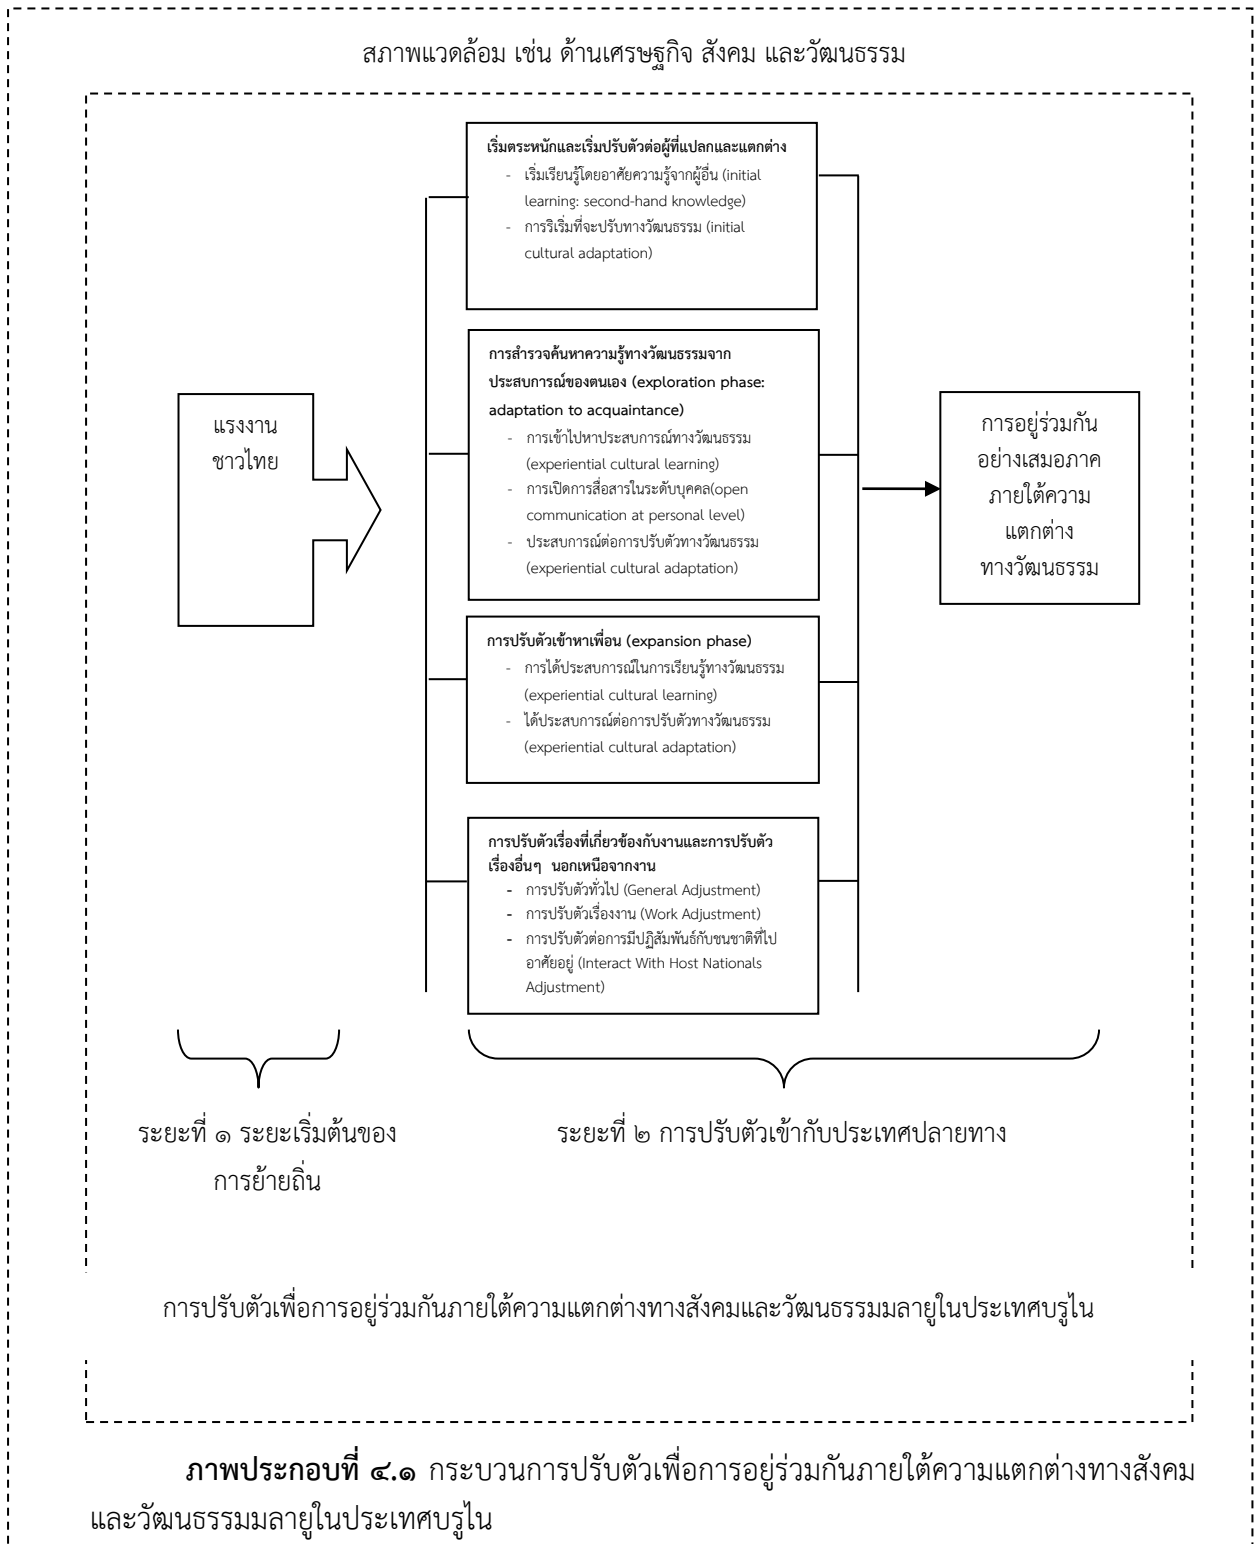 สภาพแวดล้อม เช่น ด้านเศรษฐกิจ สังคม และวัฒนธรรม
เริ่มตระหนักและเริ่มปรับตัวต่อผู้ที่แปลกและแตกต่าง
- เริ่มเรียนรู้โดยอาศัยความรู้จากผู้อื่น (initial
learning: second-hand knowledge)
- การริเริ่มที่จะปรับทางวัฒนธรรม (initial
cultural adaptation)
การสำรวจค้นหาความรู้ทางวัฒนธรรมจาก
ประสบการณ์ของตนเอง (exploration phase:
adaptation to acquaintance)
- การเข้าไปหาประสบการณ์ทางวัฒนธรรม
(experiential cultural learning)
- การเปิดการสื่อสารในระดับบุคคล(open
communication at personal level)
- ประสบการณ์ต่อการปรับตัวทางวัฒนธรรม
(experiential cultural adaptation)
แรงงาน
ชาวไทย
การอยู่ร่วมกัน
อย่างเสมอภาค
ภายใต้ความ
แตกต่าง
ทางวัฒนธรรม
การปรับตัวเข้าหาเพื่อน (expansion phase)
- การได้ประสบการณ์ในการเรียนรู้ทางวัฒนธรรม
(experiential cultural learning)
- ได้ประสบการณ์ต่อการปรับตัวทางวัฒนธรรม
(experiential cultural adaptation)
การปรับตัวเรื่องที่เกี่ยวข้องกับงานและการปรับตัว
เรื่องอื่นๆ นอกเหนือจากงาน
- การปรับตัวทั่วไป (General Adjustment)
- การปรับตัวเรื่องงาน (Work Adjustment)
- การปรับตัวต่อการมีปฏิสัมพันธ์กับชนชาติที่ไป
อาศัยอยู่ (Interact With Host Nationals
Adjustment)
ระยะที่ ๑ ระยะเริ่มต้นของ
การย้ายถิ่น
ระยะที่ ๒ การปรับตัวเข้ากับประเทศปลายทาง
การปรับตัวเพื่อการอยู่ร่วมกันภายใต้ความแตกต่างทางสังคมและวัฒนธรรมมลายูในประเทศบรูไน
ภาพประกอบที่ ๔.๑ กระบวนการปรับตัวเพื่อการอยู่ร่วมกันภายใต้ความแตกต่างทางสังคม
และวัฒนธรรมมลายูในประเทศบรูไน